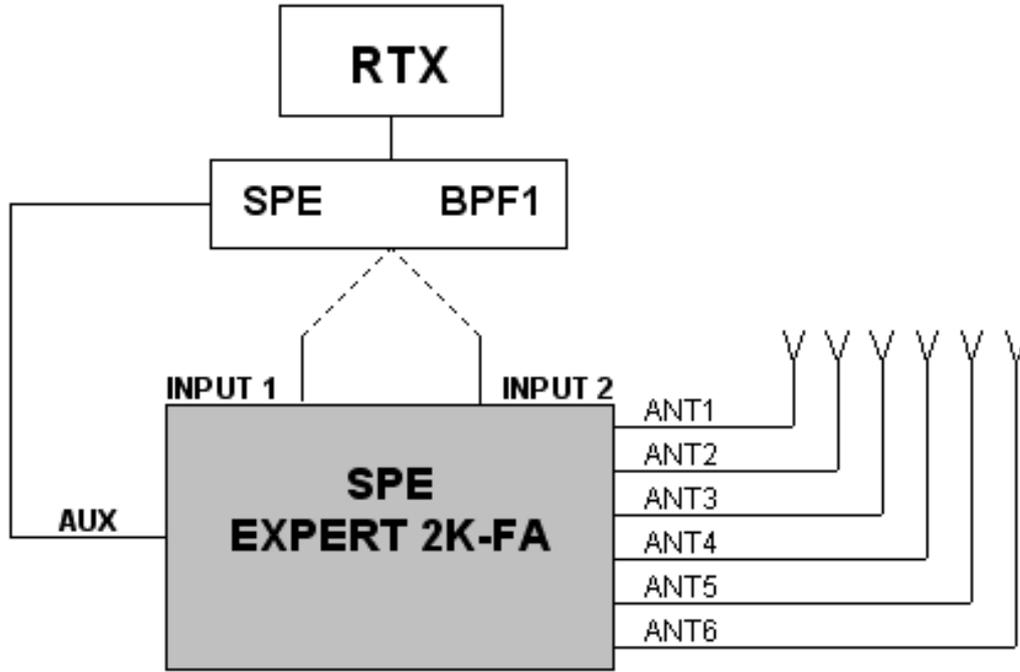 RTX
SPE BPF1
INPUT 1 INPUT 2
ANT1
ANT2
SPE
ANT3
EXPERT 2K-FA
AUX
ANT4
ANT5
ANT6